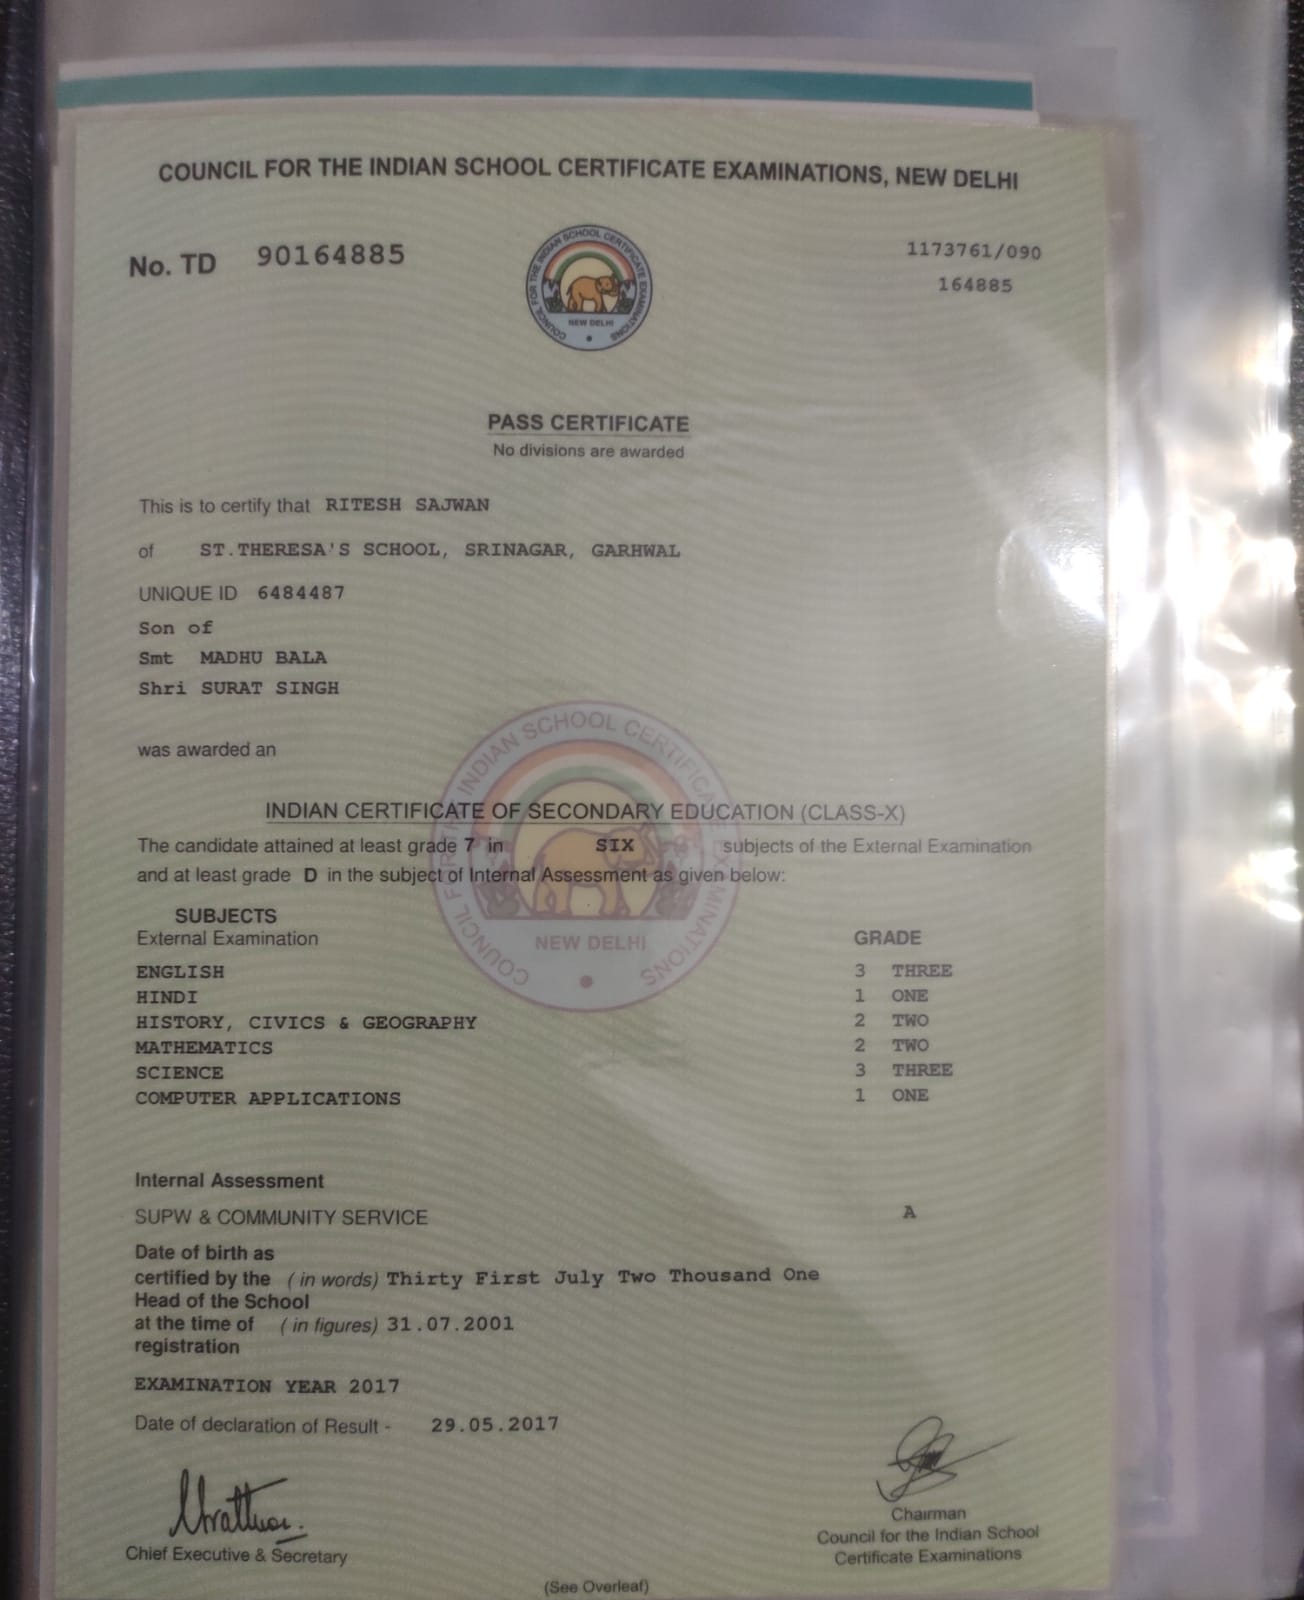 COUNCIL FOR THE INDIAN SCHOOL CERTIFICATE EXAMINATIONS, NEW DELHI
No. TD 90164885
1173761/090
164885
COUNCIL FOR THE INDIAN SCHOOL CERTIFICATE EXAMINATIONS
NEW DELHI
PASS CERTIFICATE
No divisions are awarded
This is to certify that RITESH SAJWAN
of ST.THERESA'S SCHOOL, SRINAGAR, GARHWAL
UNIQUE ID 6484487
Son of
Smt MADHU BALA
Shri SURAT SINGH
was awarded an
INDIAN CERTIFICATE OF SECONDARY EDUCATION (CLASS-X)
The candidate attained at least grade 7 in SIX subjects of the External Examination
and at least grade D in the subject of Internal Assessment as given below:
SUBJECTS
External Examination GRADE
ENGLISH 3 THREE
HINDI 1 ONE
HISTORY, CIVICS & GEOGRAPHY 2 TWO
MATHEMATICS 2 TWO
SCIENCE 3 THREE
COMPUTER APPLICATIONS 1 ONE
COUNCIL FOR THE INDIAN SCHOOL CERTIFICATE EXAMINATIONS
NEW DELHI
Internal Assessment
SUPW & COMMUNITY SERVICE A
Date of birth as
certified by the (in words) Thirty First July Two Thousand One
Head of the School
at the time of (in figures) 31.07.2001
registration
EXAMINATION YEAR 2017
Date of declaration of Result - 29.05.2017
Chief Executive & Secretary
Chairman
Council for the Indian School
Certificate Examinations
(See Overleaf)